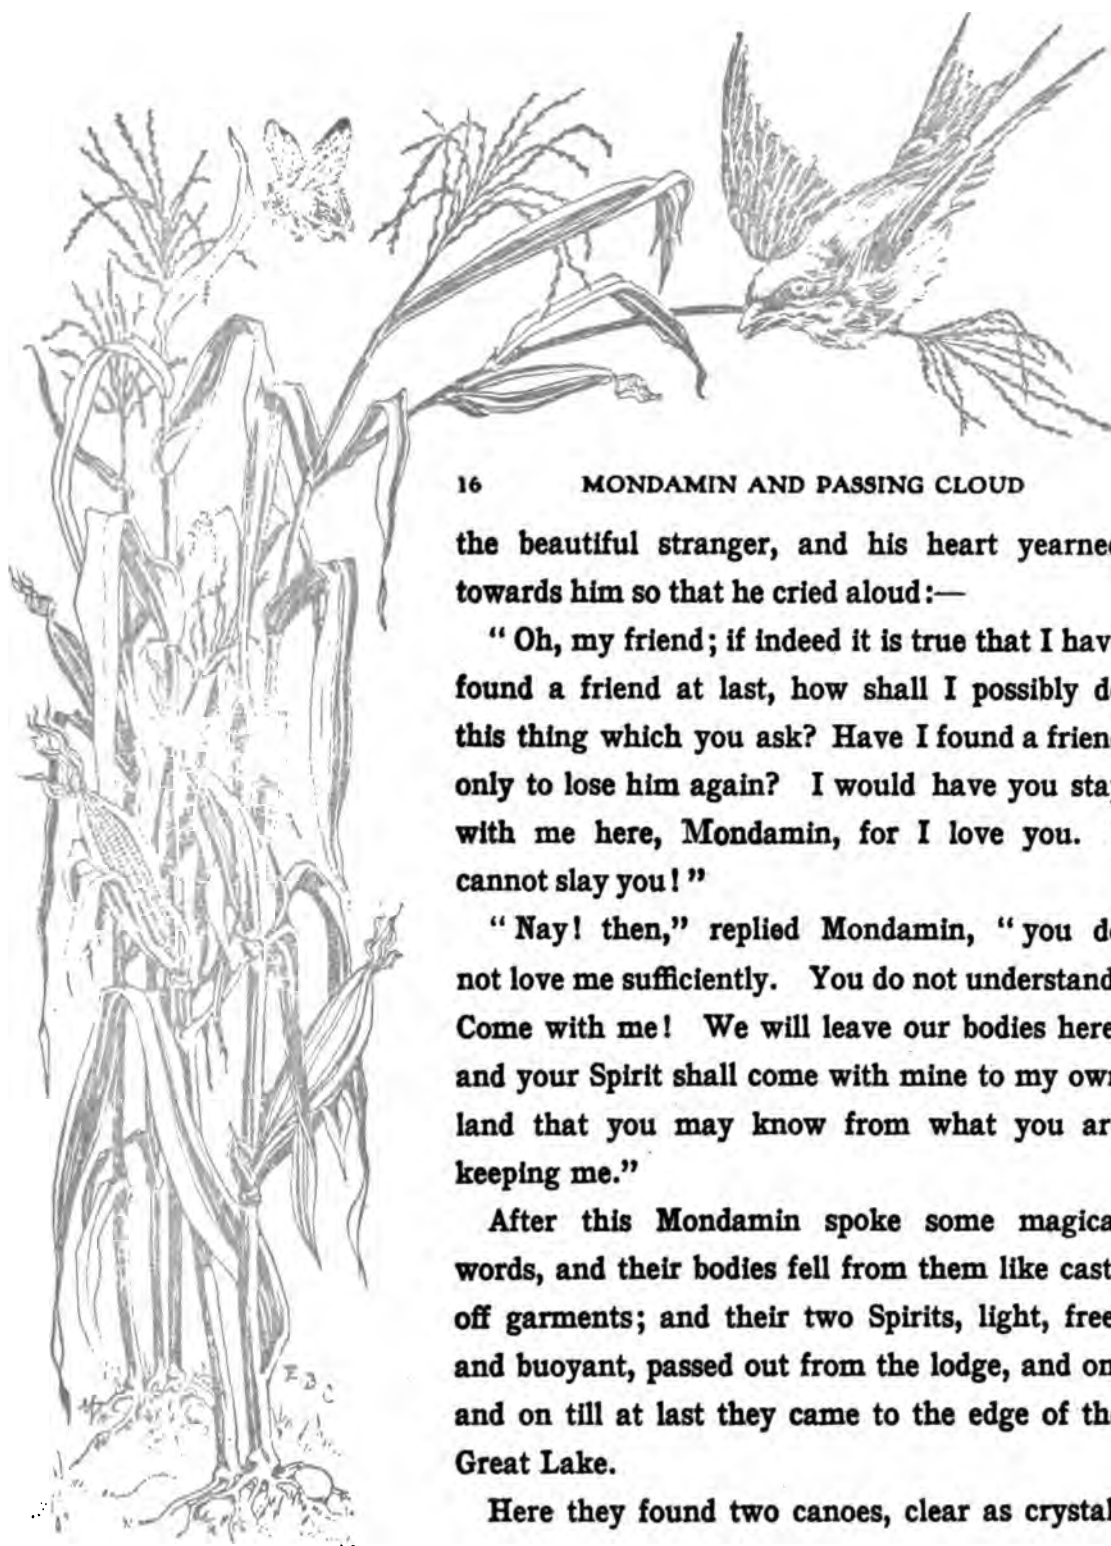 16 MONDAMIN AND PASSING CLOUD
the beautiful stranger, and his heart yearned
towards him so that he cried aloud:—
“ Oh, my friend; if indeed it is true that I hav
found a friend at last, how shall I possibly d
this thing which you ask? Have I found a frien
only to lose him again? I would have you sta
with me here, Mondamin, for I love you.
cannot slay you! ”
“ Nay! then,” replied Mondamin, “ you d
not love me sufficiently. You do not understand
Come with me! We will leave our bodies here
and your Spirit shall come with mine to my own
land that you may know from what you ar
keeping me.”
After this Mondamin spoke some magica
words, and their bodies fell from them like cast
off garments; and their two Spirits, light, free
and buoyant, passed out from the lodge, and on
and on till at last they came to the edge of th
Great Lake.
Here they found two canoes, clear as crystal
E B C